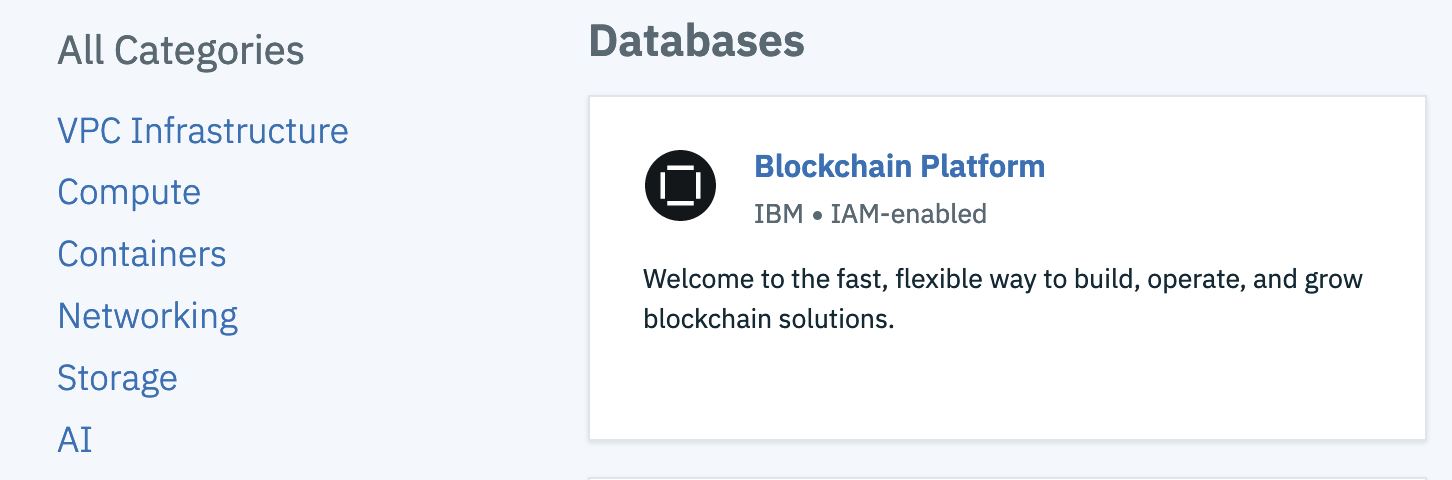 All Categories
VPC Infrastructure
Compute
Containers
Networking
Storage
AI
Databases
Blockchain Platform
IBM • IAM-enabled
Welcome to the fast, flexible way to build, operate, and grow
blockchain solutions.